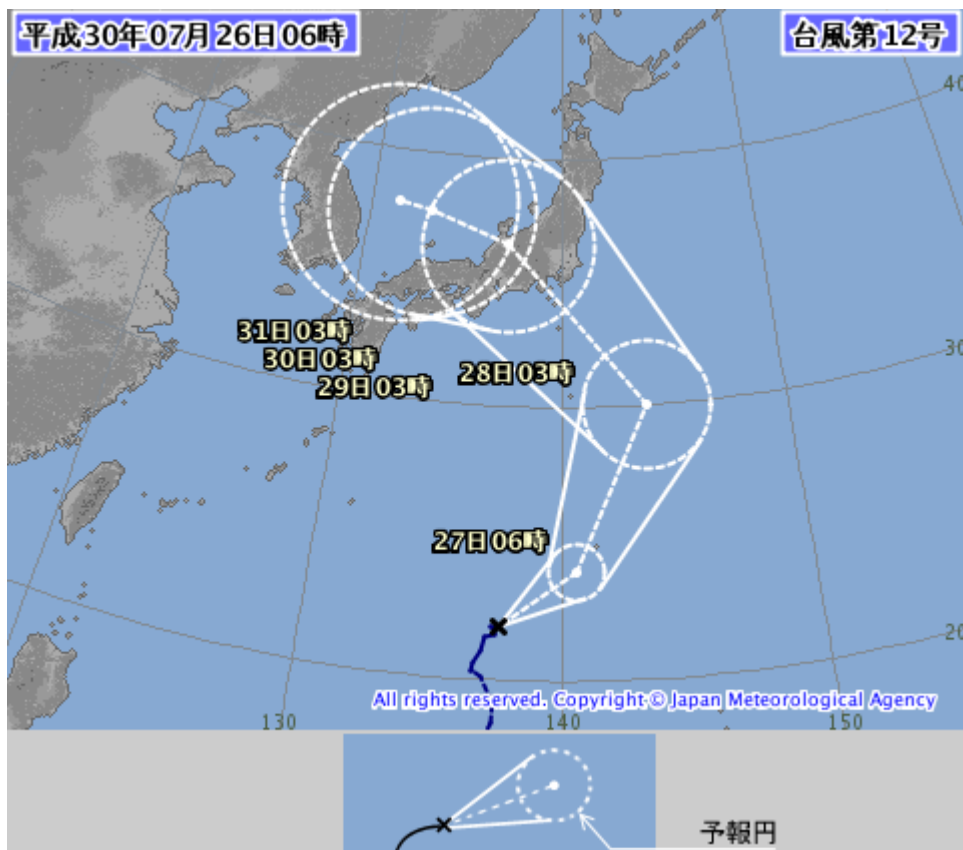 平成30年07月26日06時
台風第12号
40
31日03時
30日03時
29日03時
28日03時
30
27日06時
20
All rights reserved. Copyright © Japan Meteorological Agency
130
140
150
予報円